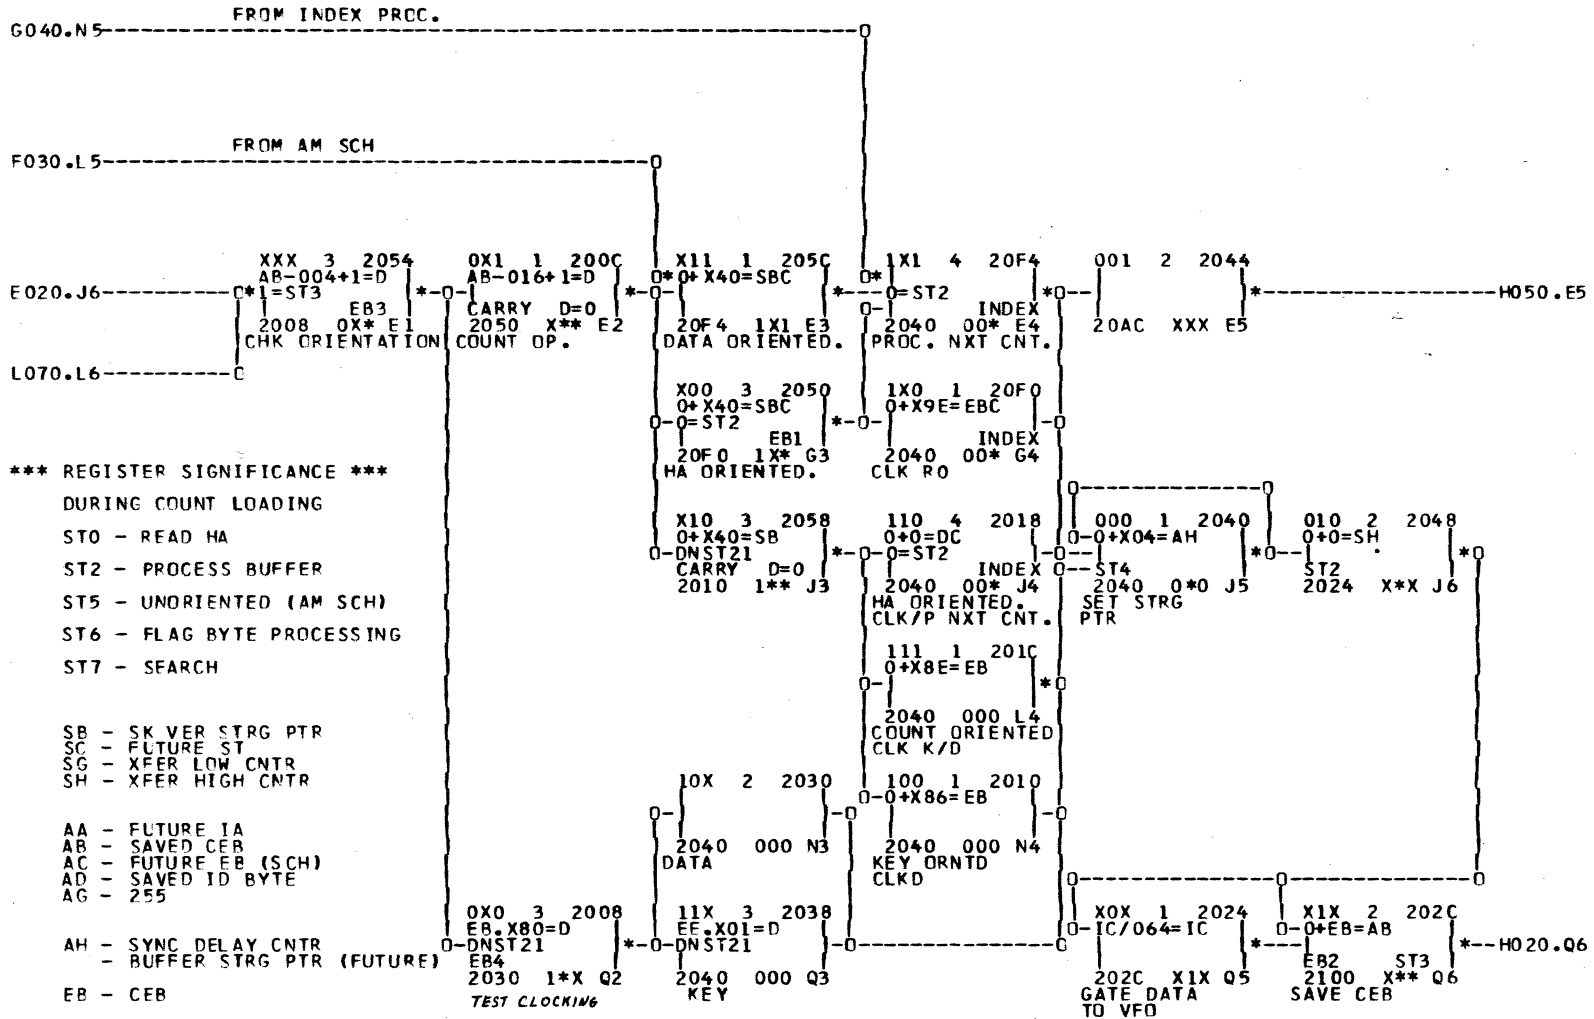 FROM INDEX PROC.
G040.N5
FROM AM SCH
F030.L5
XXX 3 2054
AB-004+1=D
E020.J6
*1=ST3
EB3
2008 0X* E1
CHK ORIENTATION
L070.L6
0X1 1 200C
AB-016+1=D
CARRY D=0
2050 X** E2
COUNT OP.
X11 1 205C
0+X40=SBC
20F4 1X1 E3
DATA ORIENTED.
1X1 4 20F4
0=ST2
INDEX
2040 00* E4
PROC. NXT CNT.
001 2 2044
20AC XXX E5
H050.E5
X00 3 2050
0+X40=SBC
0=ST2
EB1
20F0 1X* G3
HA ORIENTED.
1X0 1 20F0
0+X9E=EBC
INDEX
2040 00* G4
CLK R0
*** REGISTER SIGNIFICANCE ***
DURING COUNT LOADING
ST0 - READ HA
ST2 - PROCESS BUFFER
ST5 - UNORIENTED (AM SCH)
ST6 - FLAG BYTE PROCESSING
ST7 - SEARCH
X10 3 2058
0+X40=SB
DNST21
CARRY D=0
2010 1** J3
110 4 2018
0+0=DC
0=ST2
INDEX
2040 00* J4
HA ORIENTED.
CLK/P NXT CNT.
000 1 2040
0+X04=AH
ST4
2040 0*0 J5
SET STRG
PTR
010 2 2048
0+0=SH
ST2
2024 X*X J6
111 1 201C
0+X8E=EB
2040 000 L4
COUNT ORIENTED
CLK K/D
SB - SK VER STRG PTR
SC - FUTURE ST
SG - XFER LOW CNTR
SH - XFER HIGH CNTR
AA - FUTURE IA
AB - SAVED CEB
AC - FUTURE EB (SCH)
AD - SAVED ID BYTE
AG - 255
AH - SYNC DELAY CNTR
- BUFFER STRG PTR (FUTURE)
EB - CEB
10X 2 2030
2040 000 N3
DATA
100 1 2010
0+X86=EB
2040 000 N4
KEY ORNTD
CLKD
0X0 3 2008
EB.X80=D
DNST21
EB4
2030 1*X Q2
TEST CLOCKING
11X 3 2038
EE.X01=D
DNST21
2040 000 Q3
KEY
X0X 1 2024
IC/064=IC
202C X1X Q5
GATE DATA
TO VFO
X1X 2 202C
0+EB=AB
EB2 ST3
2100 X** Q6
SAVE CEB
H020.Q6